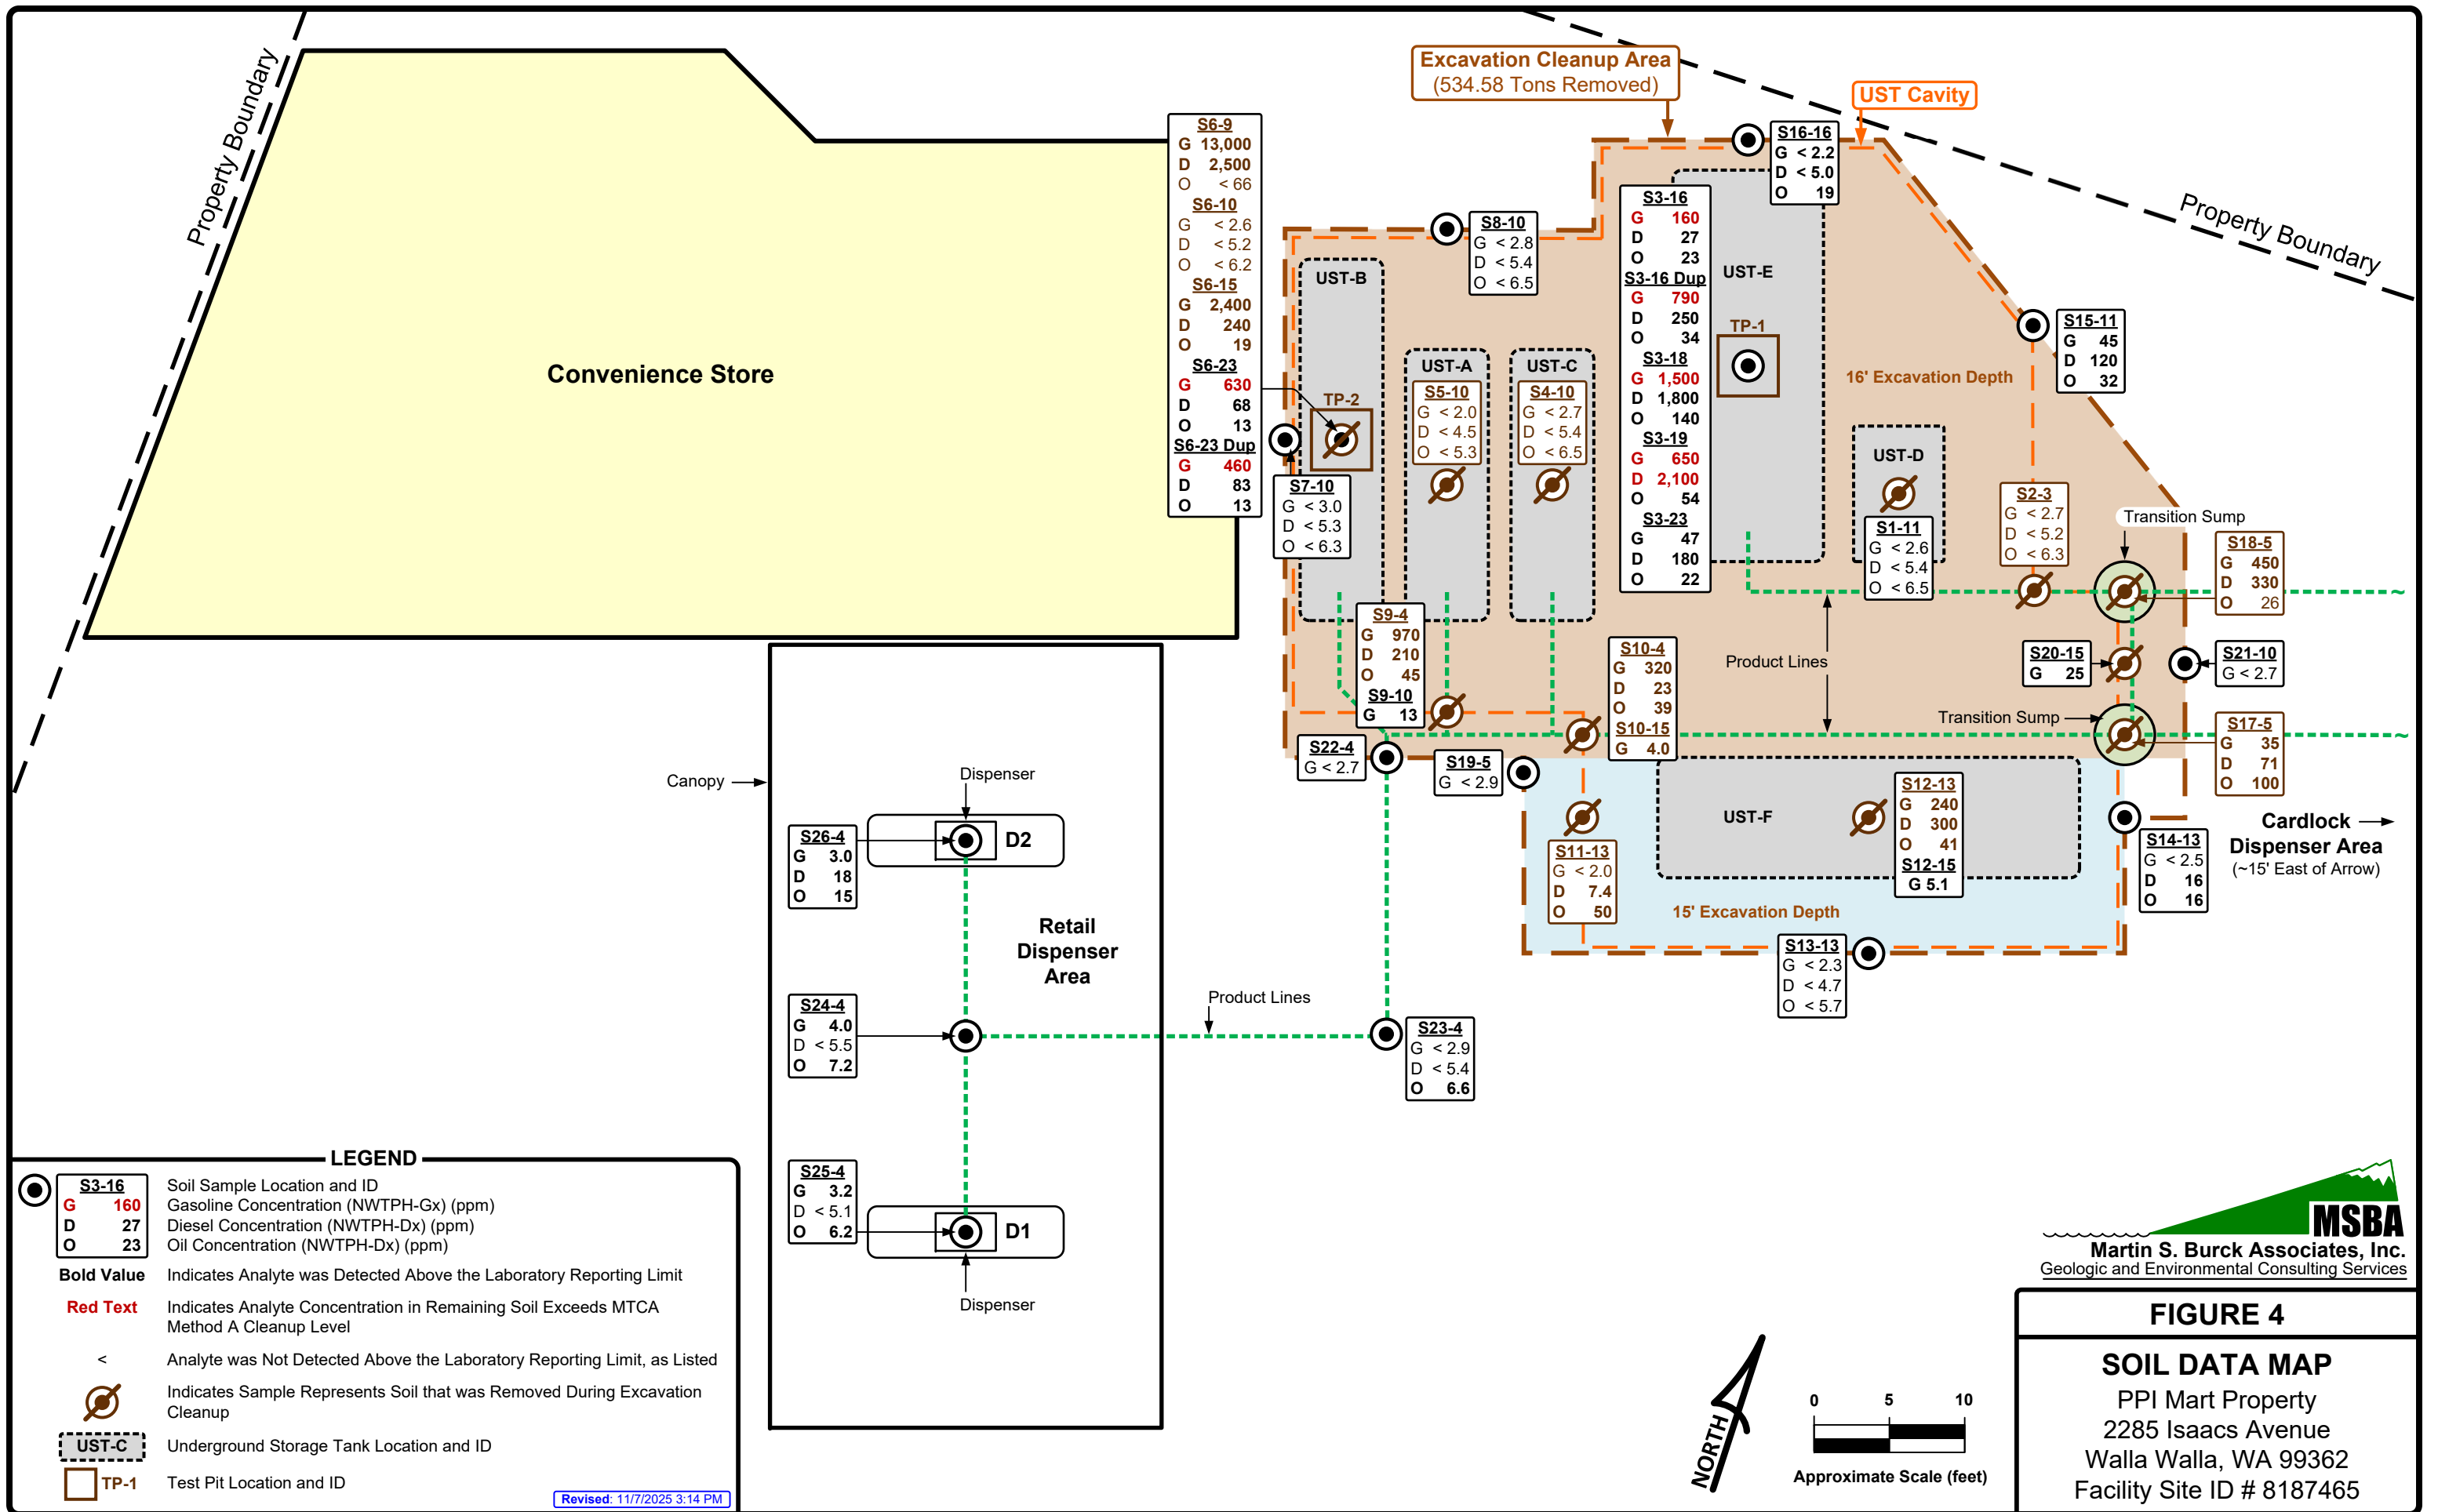 Property Boundary
Excavation Cleanup Area
(534.58 Tons Removed)
UST Cavity
Property Boundary
Convenience Store
S6-9
G 13,000
D 2,500
O < 66
S6-10
G < 2.6
D < 5.2
O < 6.2
S6-15
G 2,400
D 240
O 19
S6-23
G 630
D 68
O 13
S6-23 Dup
G 460
D 83
O 13
S16-16
G < 2.2
D < 5.0
O 19
S8-10
G < 2.8
D < 5.4
O < 6.5
S3-16
G 160
D 27
O 23
S3-16 Dup
G 790
D 250
O 34
S3-18
G 1,500
D 1,800
O 140
S3-19
G 650
D 2,100
O 54
S3-23
G 47
D 180
O 22
UST-B
UST-E
TP-1
S15-11
G 45
D 120
O 32
16' Excavation Depth
UST-A
S5-10
G < 2.0
D < 4.5
O < 5.3
UST-C
S4-10
G < 2.7
D < 5.4
O < 6.5
TP-2
S7-10
G < 3.0
D < 5.3
O < 6.3
UST-D
S1-11
G < 2.6
D < 5.4
O < 6.5
S2-3
G < 2.7
D < 5.2
O < 6.3
Transition Sump
S18-5
G 450
D 330
O 26
S9-4
G 970
D 210
O 45
S9-10
G 13
S10-4
G 320
D 23
O 39
S10-15
G 4.0
Product Lines
S20-15
G 25
S21-10
G < 2.7
Transition Sump
S17-5
G 35
D 71
O 100
S22-4
G < 2.7
S19-5
G < 2.9
UST-F
S12-13
G 240
D 300
O 41
S12-15
G 5.1
S11-13
G < 2.0
D 7.4
O 50
15' Excavation Depth
S14-13
G < 2.5
D 16
O 16
Cardlock
Dispenser Area
(~15' East of Arrow)
S13-13
G < 2.3
D < 4.7
O < 5.7
Canopy
Dispenser
S26-4
G 3.0
D 18
O 15
D2
Retail
Dispenser
Area
S24-4
G 4.0
D < 5.5
O 7.2
Product Lines
S23-4
G < 2.9
D < 5.4
O 6.6
S25-4
G 3.2
D < 5.1
O 6.2
D1
Dispenser
LEGEND
S3-16
G 160
D 27
O 23
Soil Sample Location and ID
Gasoline Concentration (NWTPH-Gx) (ppm)
Diesel Concentration (NWTPH-Dx) (ppm)
Oil Concentration (NWTPH-Dx) (ppm)
Bold Value Indicates Analyte was Detected Above the Laboratory Reporting Limit
Red Text Indicates Analyte Concentration in Remaining Soil Exceeds MTCA
Method A Cleanup Level
< Analyte was Not Detected Above the Laboratory Reporting Limit, as Listed
Indicates Sample Represents Soil that was Removed During Excavation
Cleanup
UST-C Underground Storage Tank Location and ID
TP-1 Test Pit Location and ID
Revised: 11/7/2025 3:14 PM
NORTH
0 5 10
Approximate Scale (feet)
MSBA
Martin S. Burck Associates, Inc.
Geologic and Environmental Consulting Services
FIGURE 4
SOIL DATA MAP
PPI Mart Property
2285 Isaacs Avenue
Walla Walla, WA 99362
Facility Site ID # 8187465